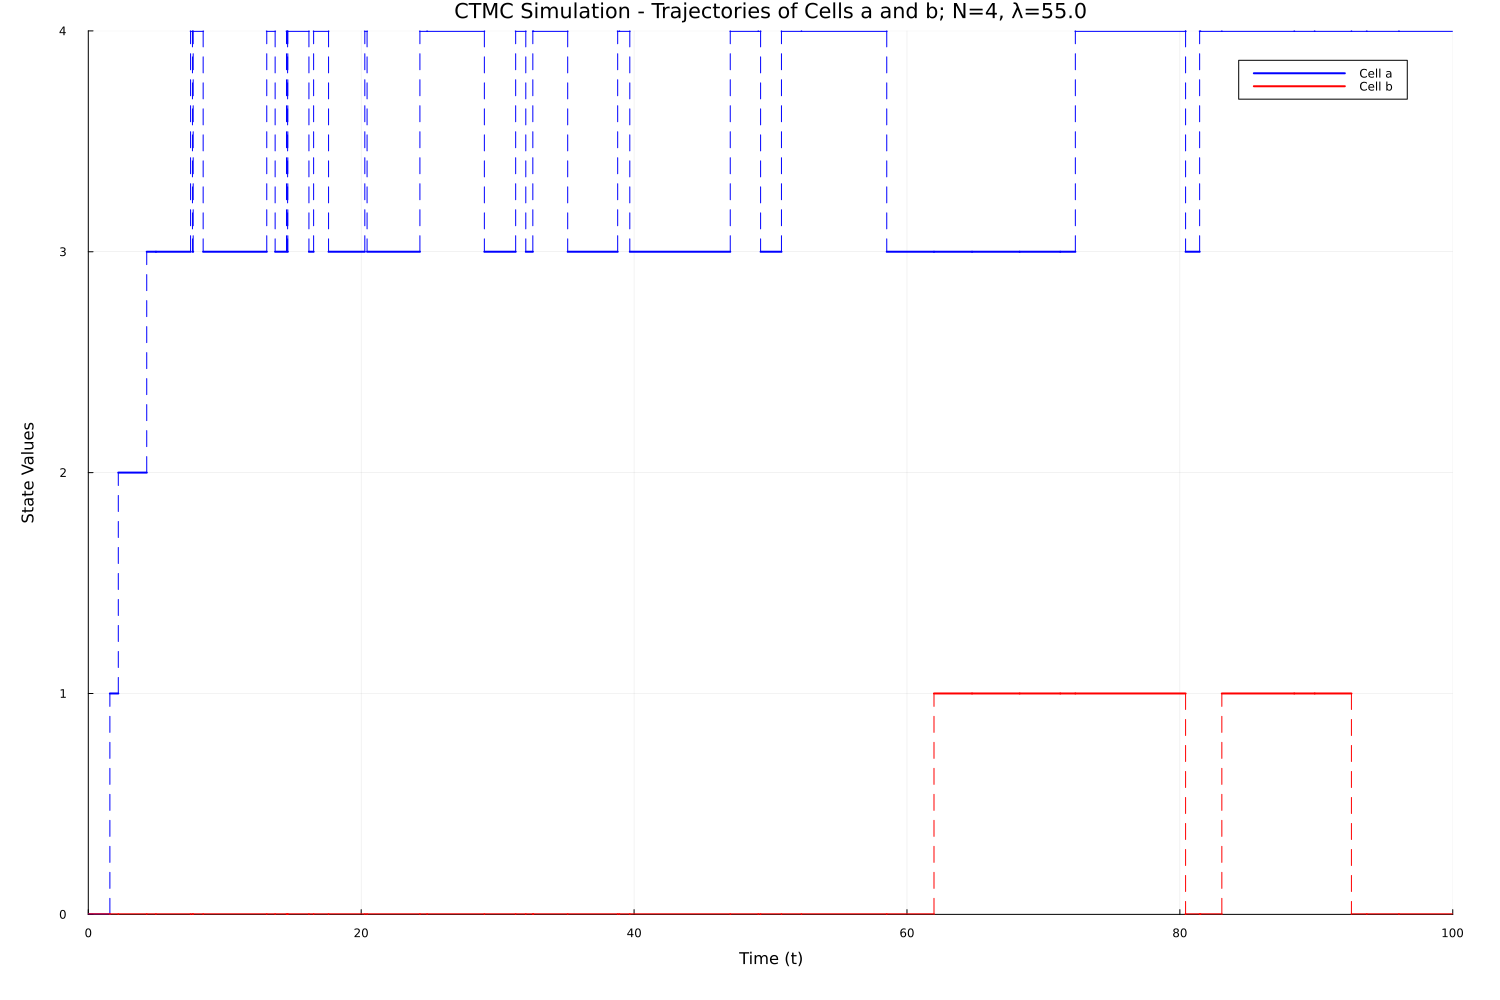 CTMC Simulation - Trajectories of Cells a and b; N=4, λ=55.0
4
Cell a
Cell b
3
State Values
2
1
0
0 20 40 60 80 100
Time (t)